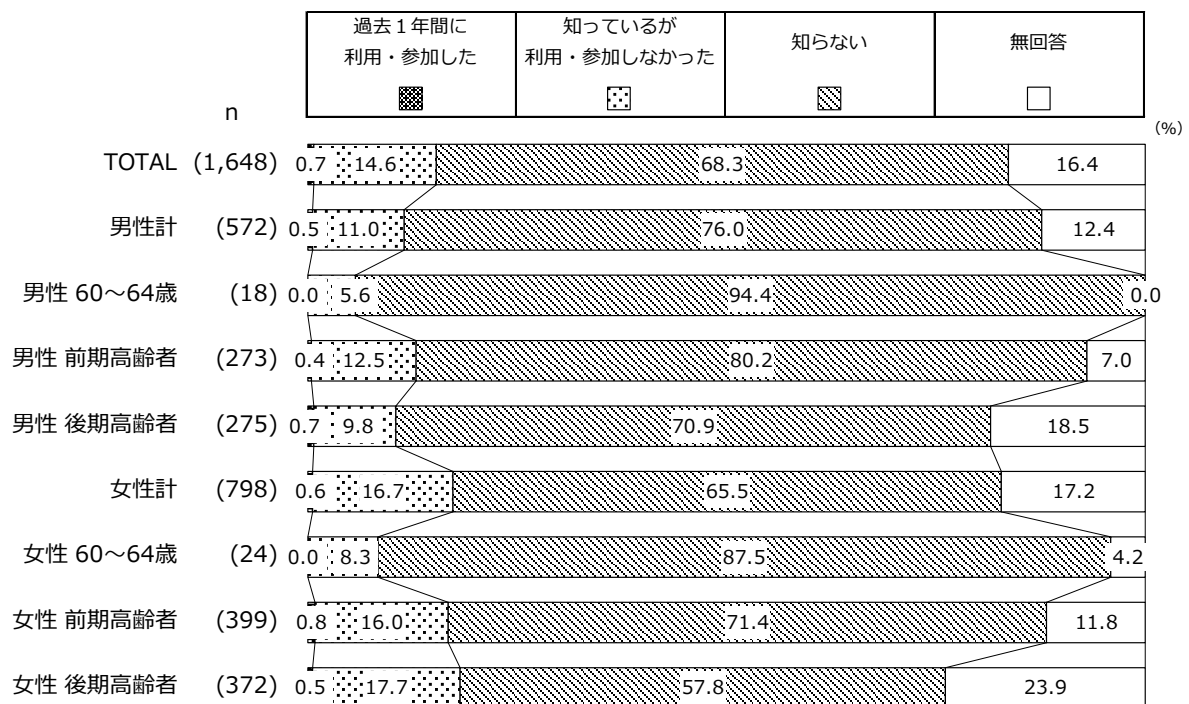 過去１年間に
利用・参加した
知っているが
利用・参加しなかった
知らない
無回答
n
(%)
TOTAL (1,648) 0.7 14.6 68.3 16.4
男性計 (572) 0.5 11.0 76.0 12.4
男性 60～64歳 (18) 0.0 5.6 94.4 0.0
男性 前期高齢者 (273) 0.4 12.5 80.2 7.0
男性 後期高齢者 (275) 0.7 9.8 70.9 18.5
女性計 (798) 0.6 16.7 65.5 17.2
女性 60～64歳 (24) 0.0 8.3 87.5 4.2
女性 前期高齢者 (399) 0.8 16.0 71.4 11.8
女性 後期高齢者 (372) 0.5 17.7 57.8 23.9